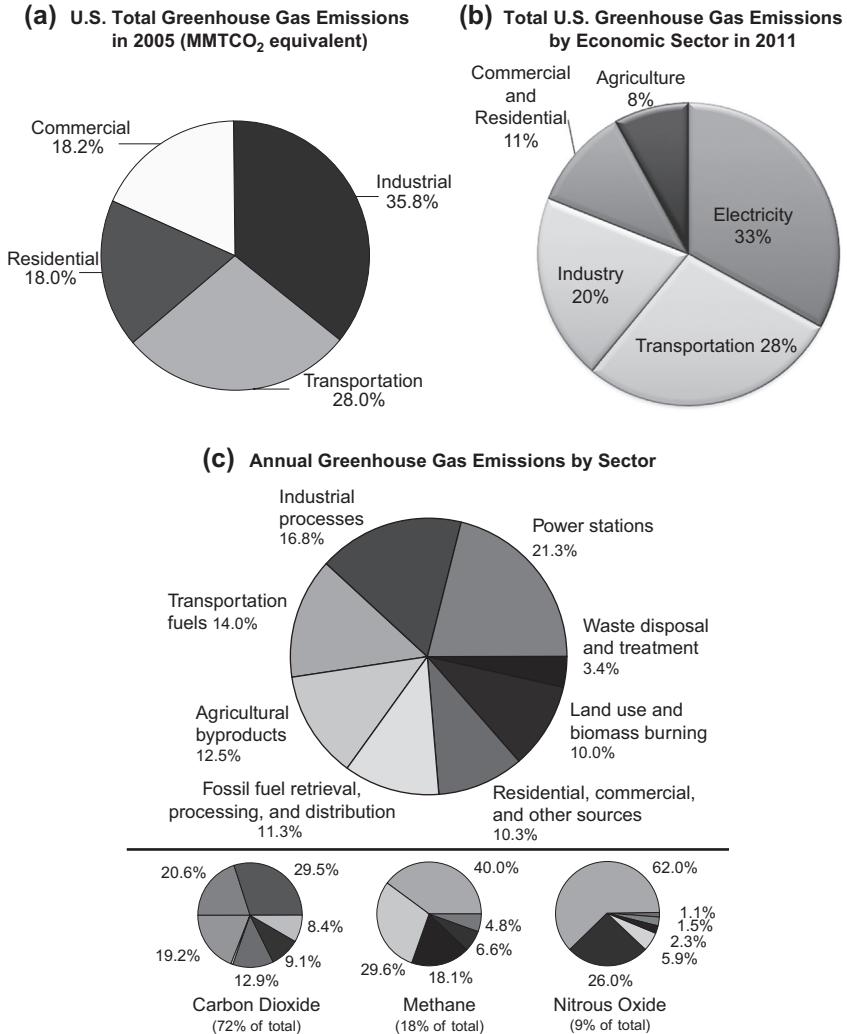 (a) U.S. Total Greenhouse Gas Emissions
in 2005 (MMTCO2 equivalent)
Commercial
18.2%
Industrial
35.8%
Residential
18.0%
Transportation
28.0%
(b) Total U.S. Greenhouse Gas Emissions
by Economic Sector in 2011
Commercial
and
Residential
11%
Agriculture
8%
Electricity
33%
Industry
20%
Transportation 28%
(c) Annual Greenhouse Gas Emissions by Sector
Industrial
processes
16.8%
Power stations
21.3%
Transportation
fuels 14.0%
Waste disposal
and treatment
3.4%
Agricultural
byproducts
12.5%
Land use and
biomass burning
10.0%
Fossil fuel retrieval,
processing, and distribution
11.3%
Residential, commercial,
and other sources
10.3%
20.6%
29.5%
8.4%
19.2%
9.1%
12.9%
Carbon Dioxide
(72% of total)
40.0%
4.8%
6.6%
29.6%
18.1%
Methane
(18% of total)
62.0%
1.1%
1.5%
2.3%
5.9%
26.0%
Nitrous Oxide
(9% of total)